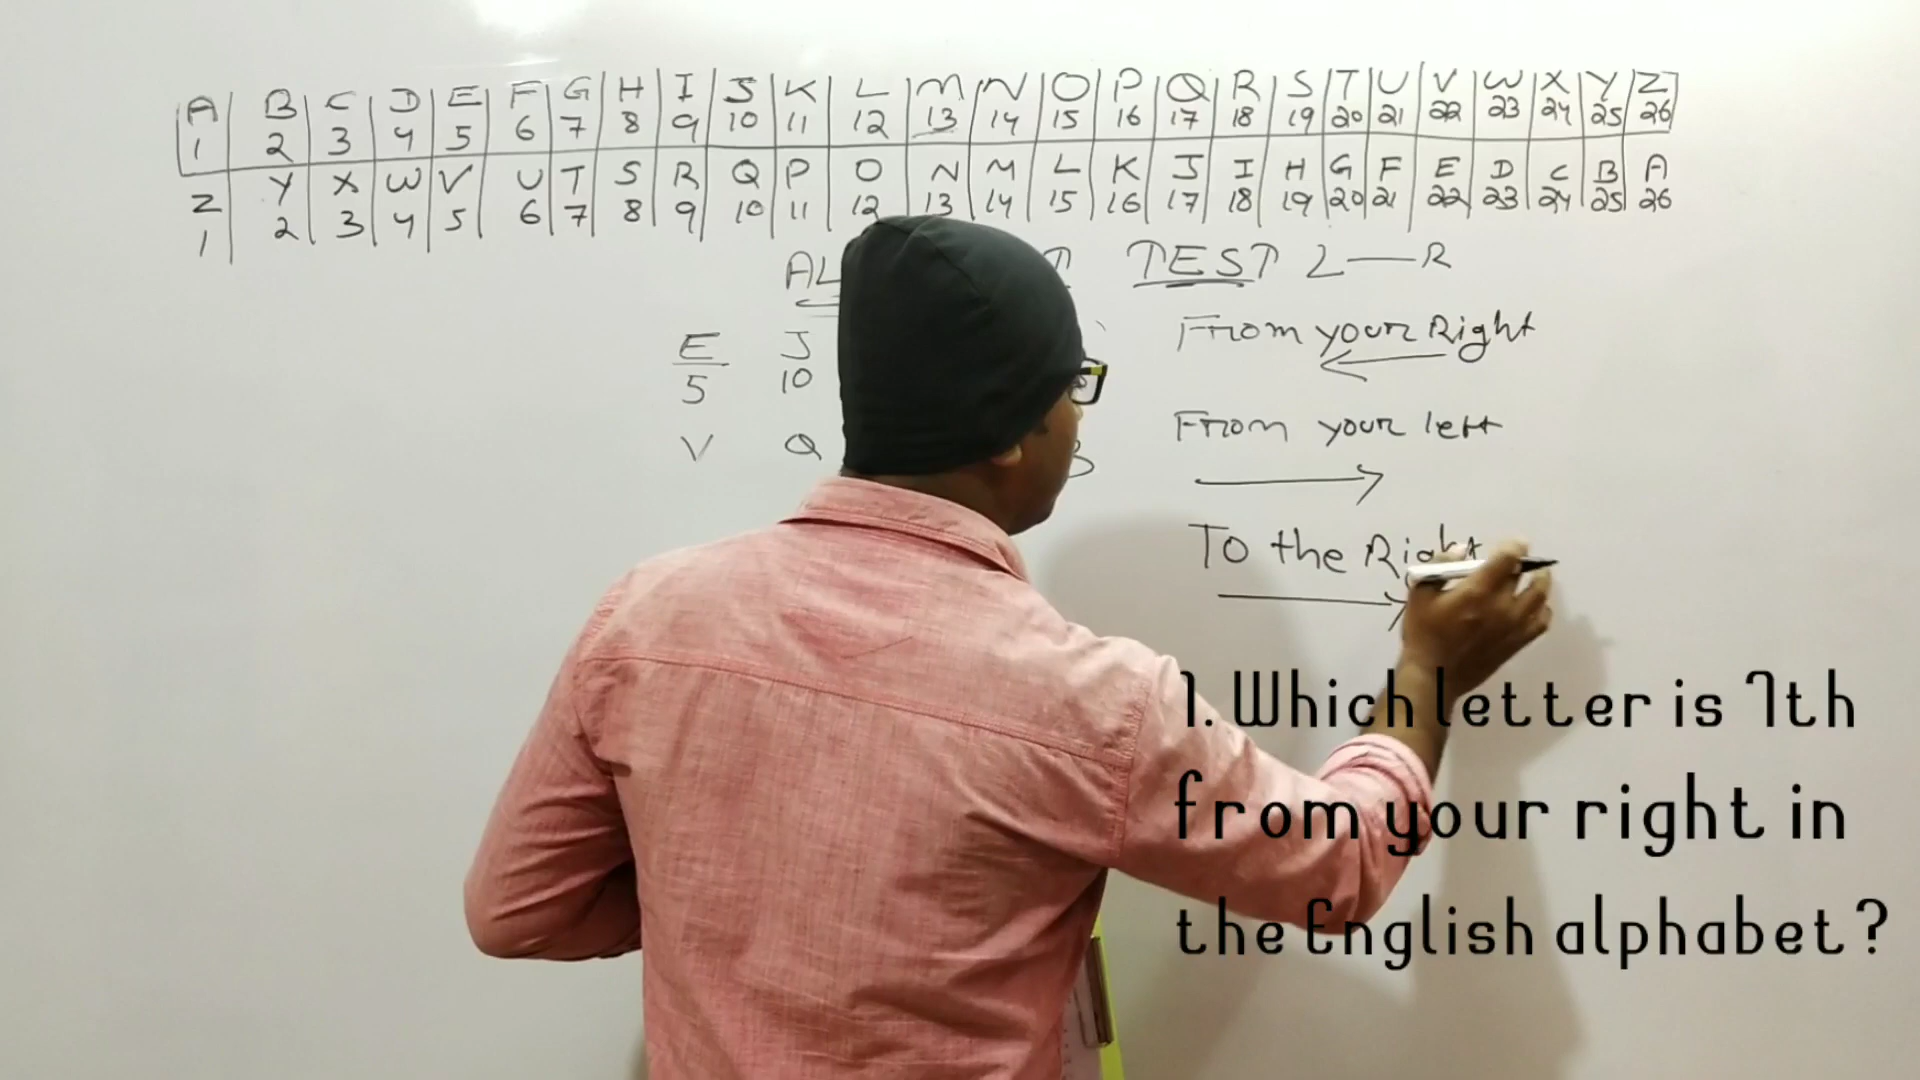 A B C D E F G H I J K L M N O P Q R S T U V W X Y Z
1 2 3 4 5 6 7 8 9 10 11 12 13 14 15 16 17 18 19 20 21 22 23 24 25 26
Z Y X W V U T S R Q P O N M L K J I H G F E D C B A
1 2 3 4 5 6 7 8 9 10 11 12 13 14 15 16 17 18 19 20 21 22 23 24 25 26
TEST L—R
E J
5 10
V Q
From your Right
From your left
To the Right
1. Which letter is 7th
from your right in
the English alphabet?